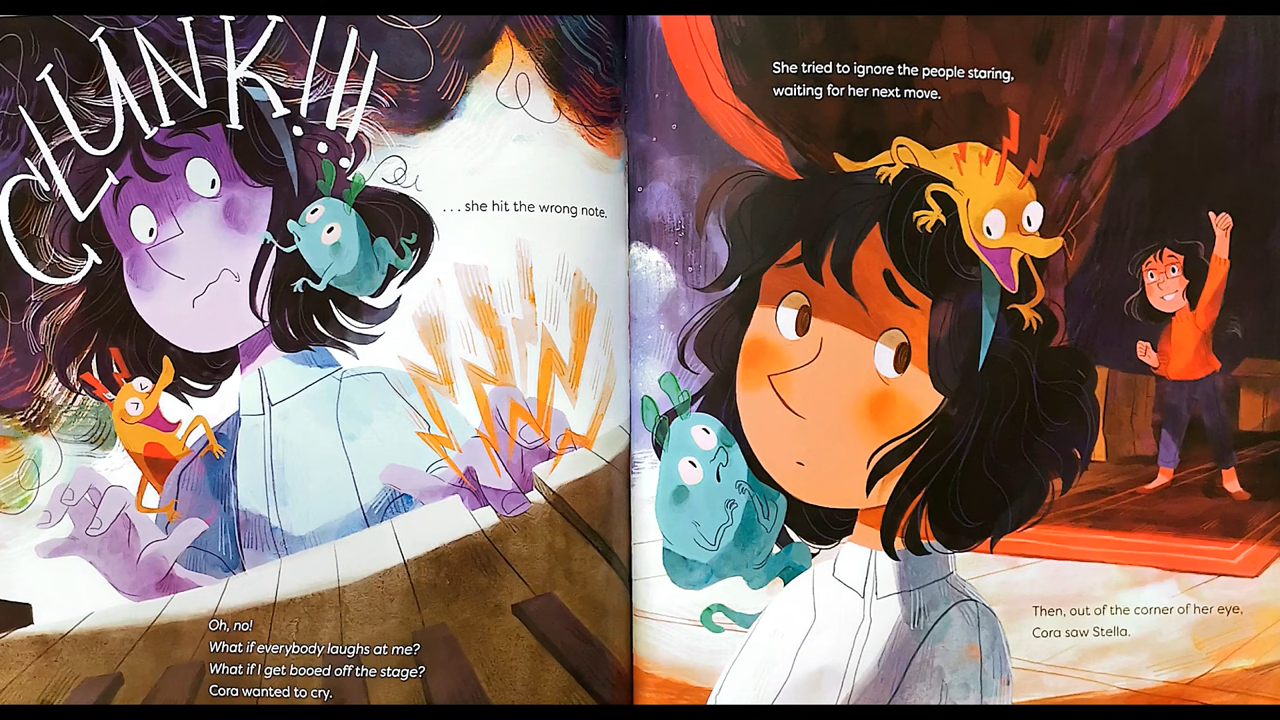 CLUNK!!!
. . . she hit the wrong note.
Oh, no!
What if everybody laughs at me?
What if I get booed off the stage?
Cora wanted to cry.
She tried to ignore the people staring,
waiting for her next move.
Then, out of the corner of her eye,
Cora saw Stella.